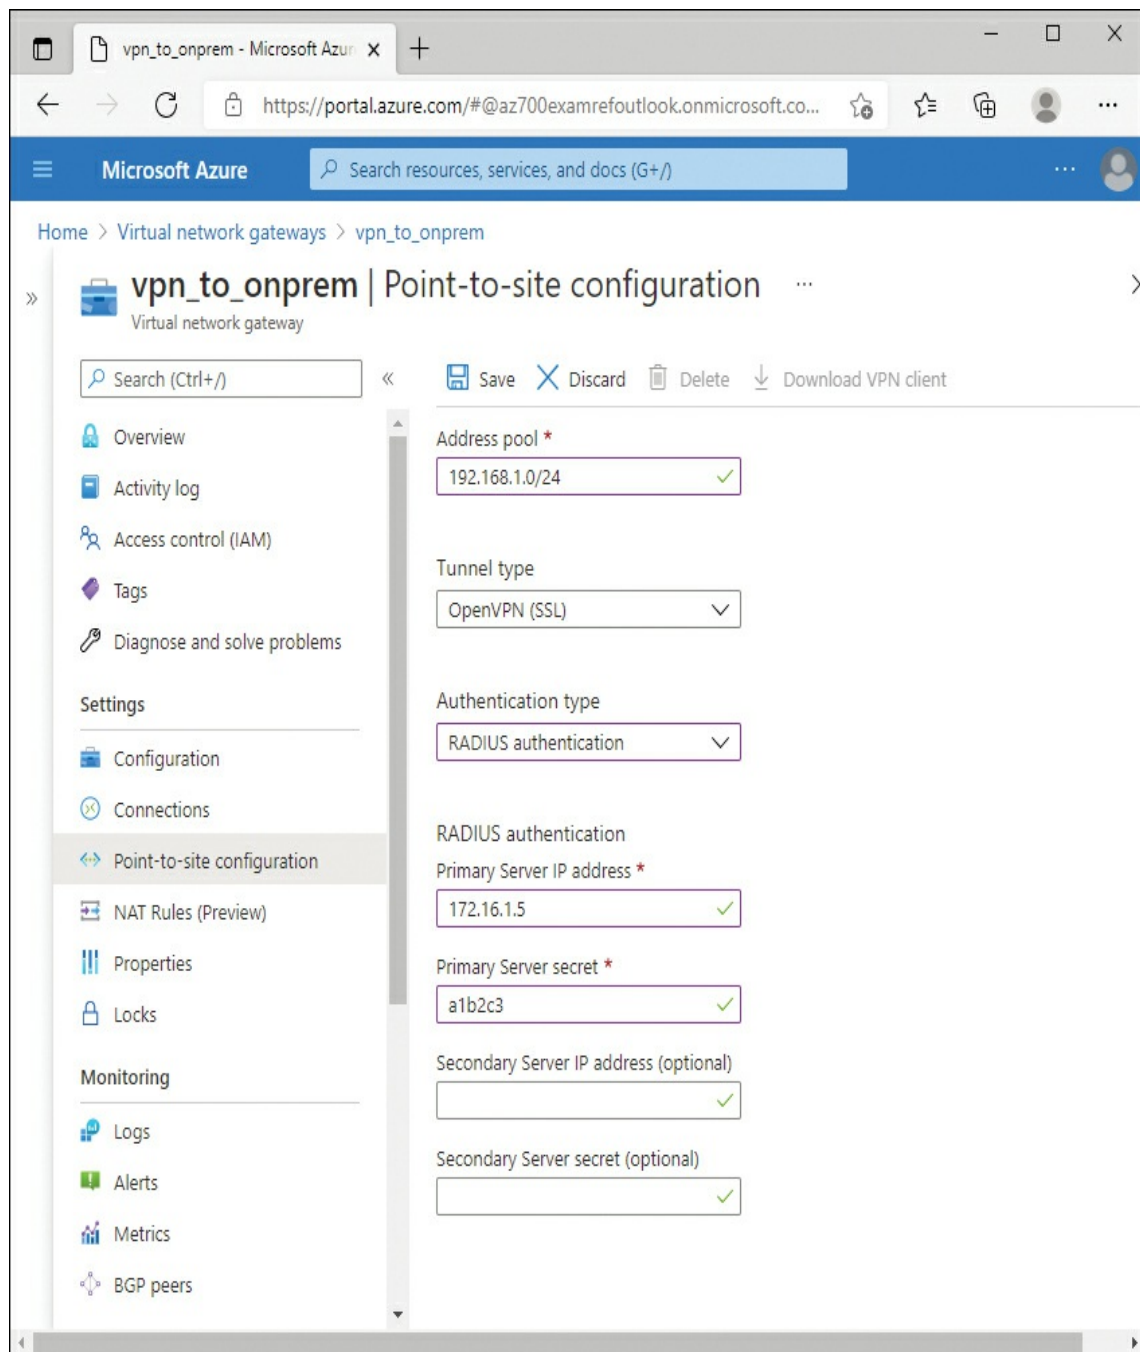 vpn_to_onprem - Microsoft Azur
https://portal.azure.com/#@az700examrefoutlook.onmicrosoft.co...
Microsoft Azure
Search resources, services, and docs (G+/)
Home > Virtual network gateways > vpn_to_onprem
vpn_to_onprem | Point-to-site configuration ...
Virtual network gateway
Search (Ctrl+/)
Overview
Activity log
Access control (IAM)
Tags
Diagnose and solve problems
Settings
Configuration
Connections
Point-to-site configuration
NAT Rules (Preview)
Properties
Locks
Monitoring
Logs
Alerts
Metrics
BGP peers
Save Discard Delete Download VPN client
Address pool *
192.168.1.0/24
Tunnel type
OpenVPN (SSL)
Authentication type
RADIUS authentication
RADIUS authentication
Primary Server IP address *
172.16.1.5
Primary Server secret *
a1b2c3
Secondary Server IP address (optional)
Secondary Server secret (optional)